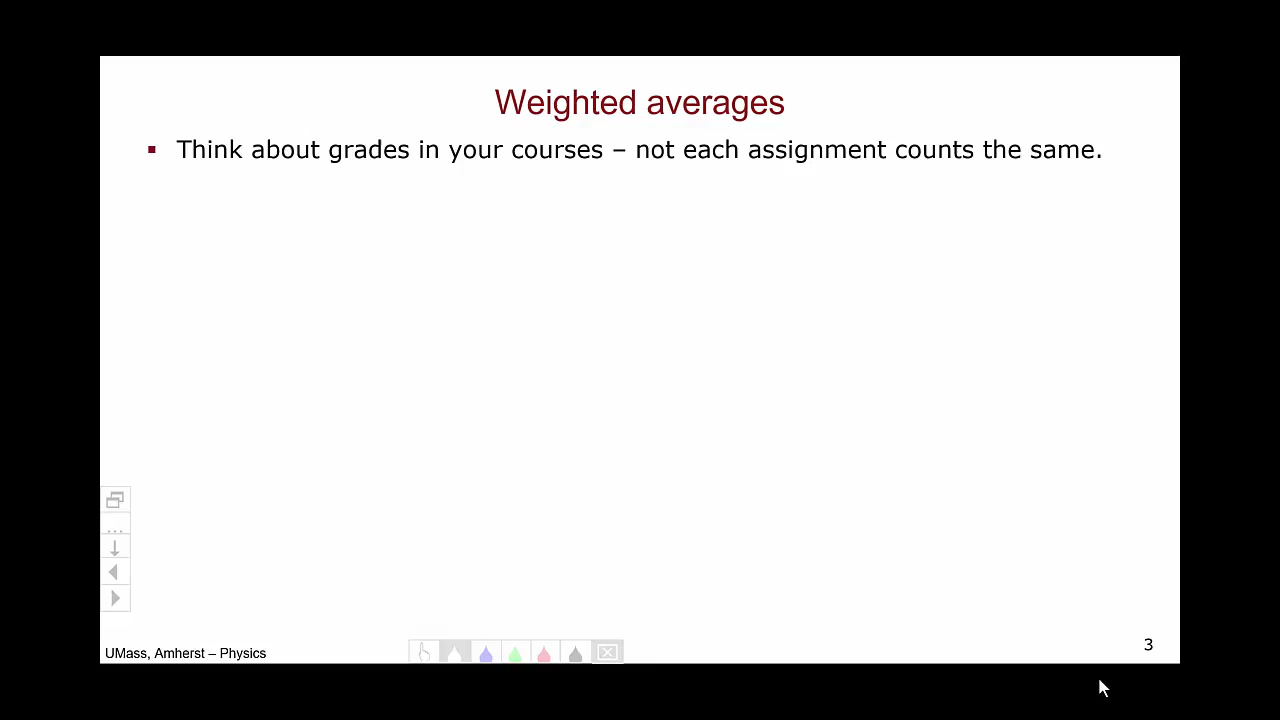 Weighted averages
▪ Think about grades in your courses – not each assignment counts the same.
UMass, Amherst – Physics
3